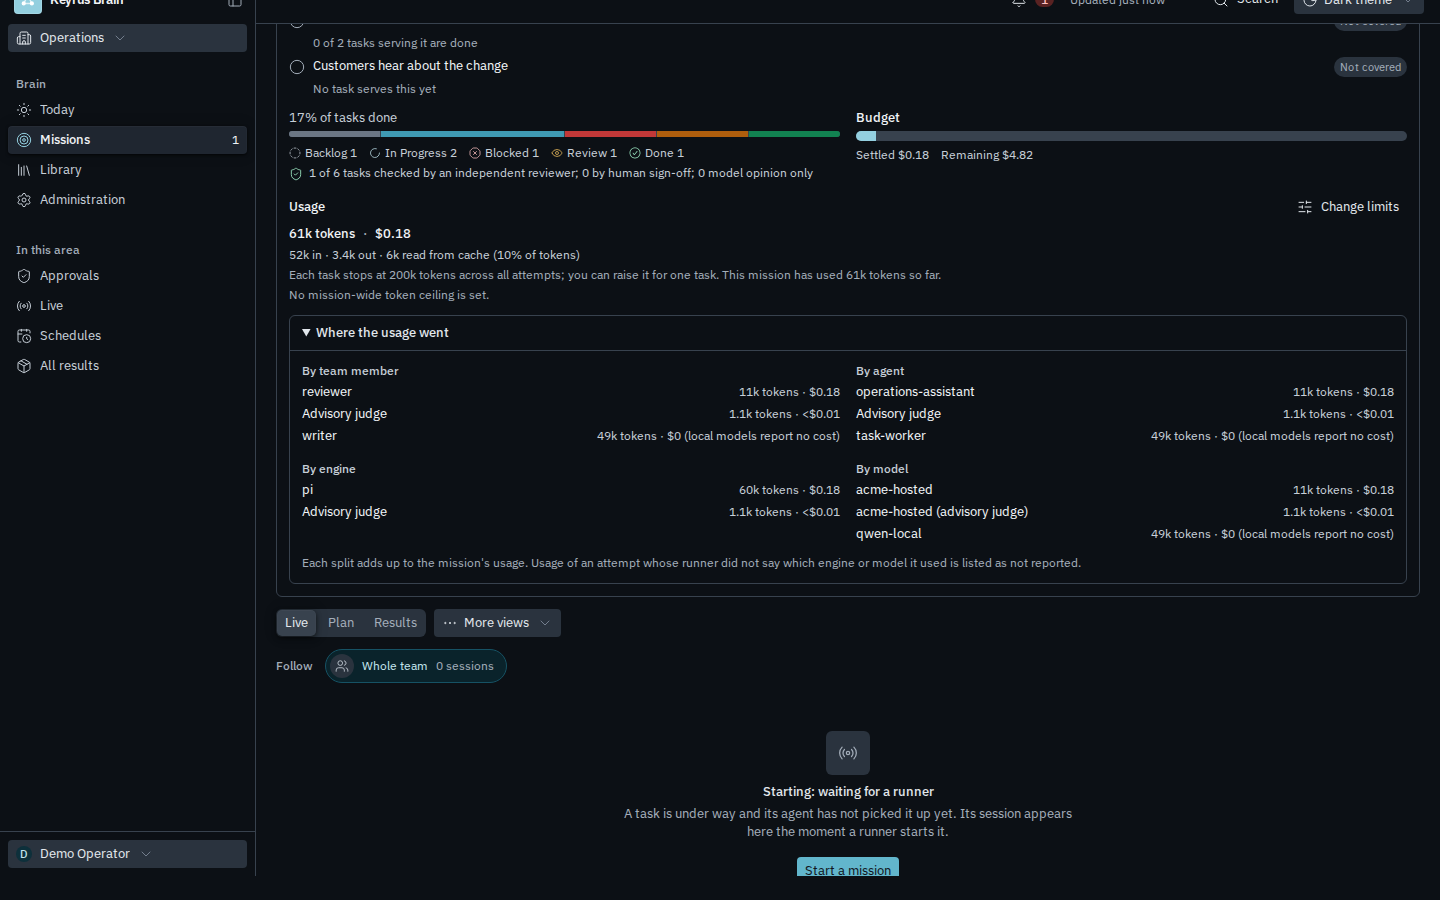 Keyfus Brain
1
Updated just now
Search
Dark theme
Operations
Brain
Today
Missions
1
Library
Administration
In this area
Approvals
Live
Schedules
All results
D
Demo Operator
Not covered
0 of 2 tasks serving it are done
Customers hear about the change
Not covered
No task serves this yet
17% of tasks done
Backlog 1
In Progress 2
Blocked 1
Review 1
Done 1
1 of 6 tasks checked by an independent reviewer; 0 by human sign-off; 0 model opinion only
Budget
Settled $0.18
Remaining $4.82
Usage
Change limits
61k tokens · $0.18
52k in · 3.4k out · 6k read from cache (10% of tokens)
Each task stops at 200k tokens across all attempts; you can raise it for one task. This mission has used 61k tokens so far.
No mission-wide token ceiling is set.
Where the usage went
By team member
reviewer 11k tokens · $0.18
Advisory judge 1.1k tokens · <$0.01
writer 49k tokens · $0 (local models report no cost)
By agent
operations-assistant 11k tokens · $0.18
Advisory judge 1.1k tokens · <$0.01
task-worker 49k tokens · $0 (local models report no cost)
By engine
pi 60k tokens · $0.18
Advisory judge 1.1k tokens · <$0.01
By model
acme-hosted 11k tokens · $0.18
acme-hosted (advisory judge) 1.1k tokens · <$0.01
qwen-local 49k tokens · $0 (local models report no cost)
Each split adds up to the mission's usage. Usage of an attempt whose runner did not say which engine or model it used is listed as not reported.
Live
Plan
Results
More views
Follow
Whole team 0 sessions
Starting: waiting for a runner
A task is under way and its agent has not picked it up yet. Its session appears
here the moment a runner starts it.
Start a mission